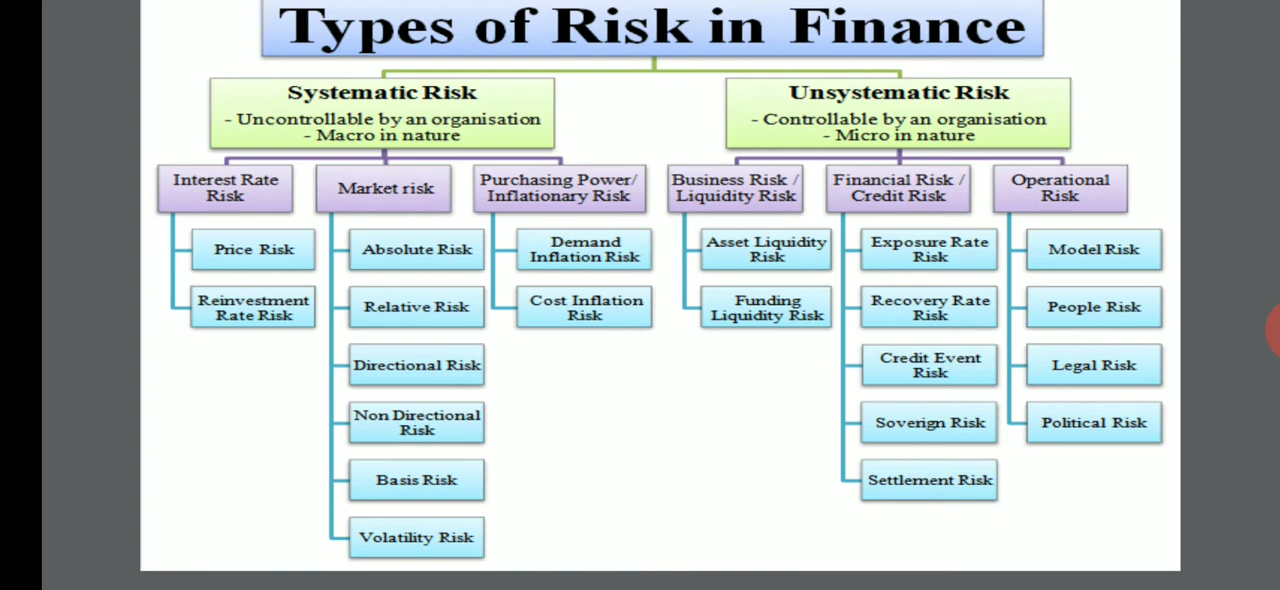 Types of Risk in Finance
Systematic Risk
- Uncontrollable by an organisation
- Macro in nature
Unsystematic Risk
- Controllable by an organisation
- Micro in nature
Interest Rate
Risk
Price Risk
Reinvestment
Rate Risk
Market risk
Absolute Risk
Relative Risk
Directional Risk
Non Directional
Risk
Basis Risk
Volatility Risk
Purchasing Power/
Inflationary Risk
Demand
Inflation Risk
Cost Inflation
Risk
Business Risk /
Liquidity Risk
Asset Liquidity
Risk
Funding
Liquidity Risk
Financial Risk /
Credit Risk
Exposure Rate
Risk
Recovery Rate
Risk
Credit Event
Risk
Soverign Risk
Settlement Risk
Operational
Risk
Model Risk
People Risk
Legal Risk
Political Risk